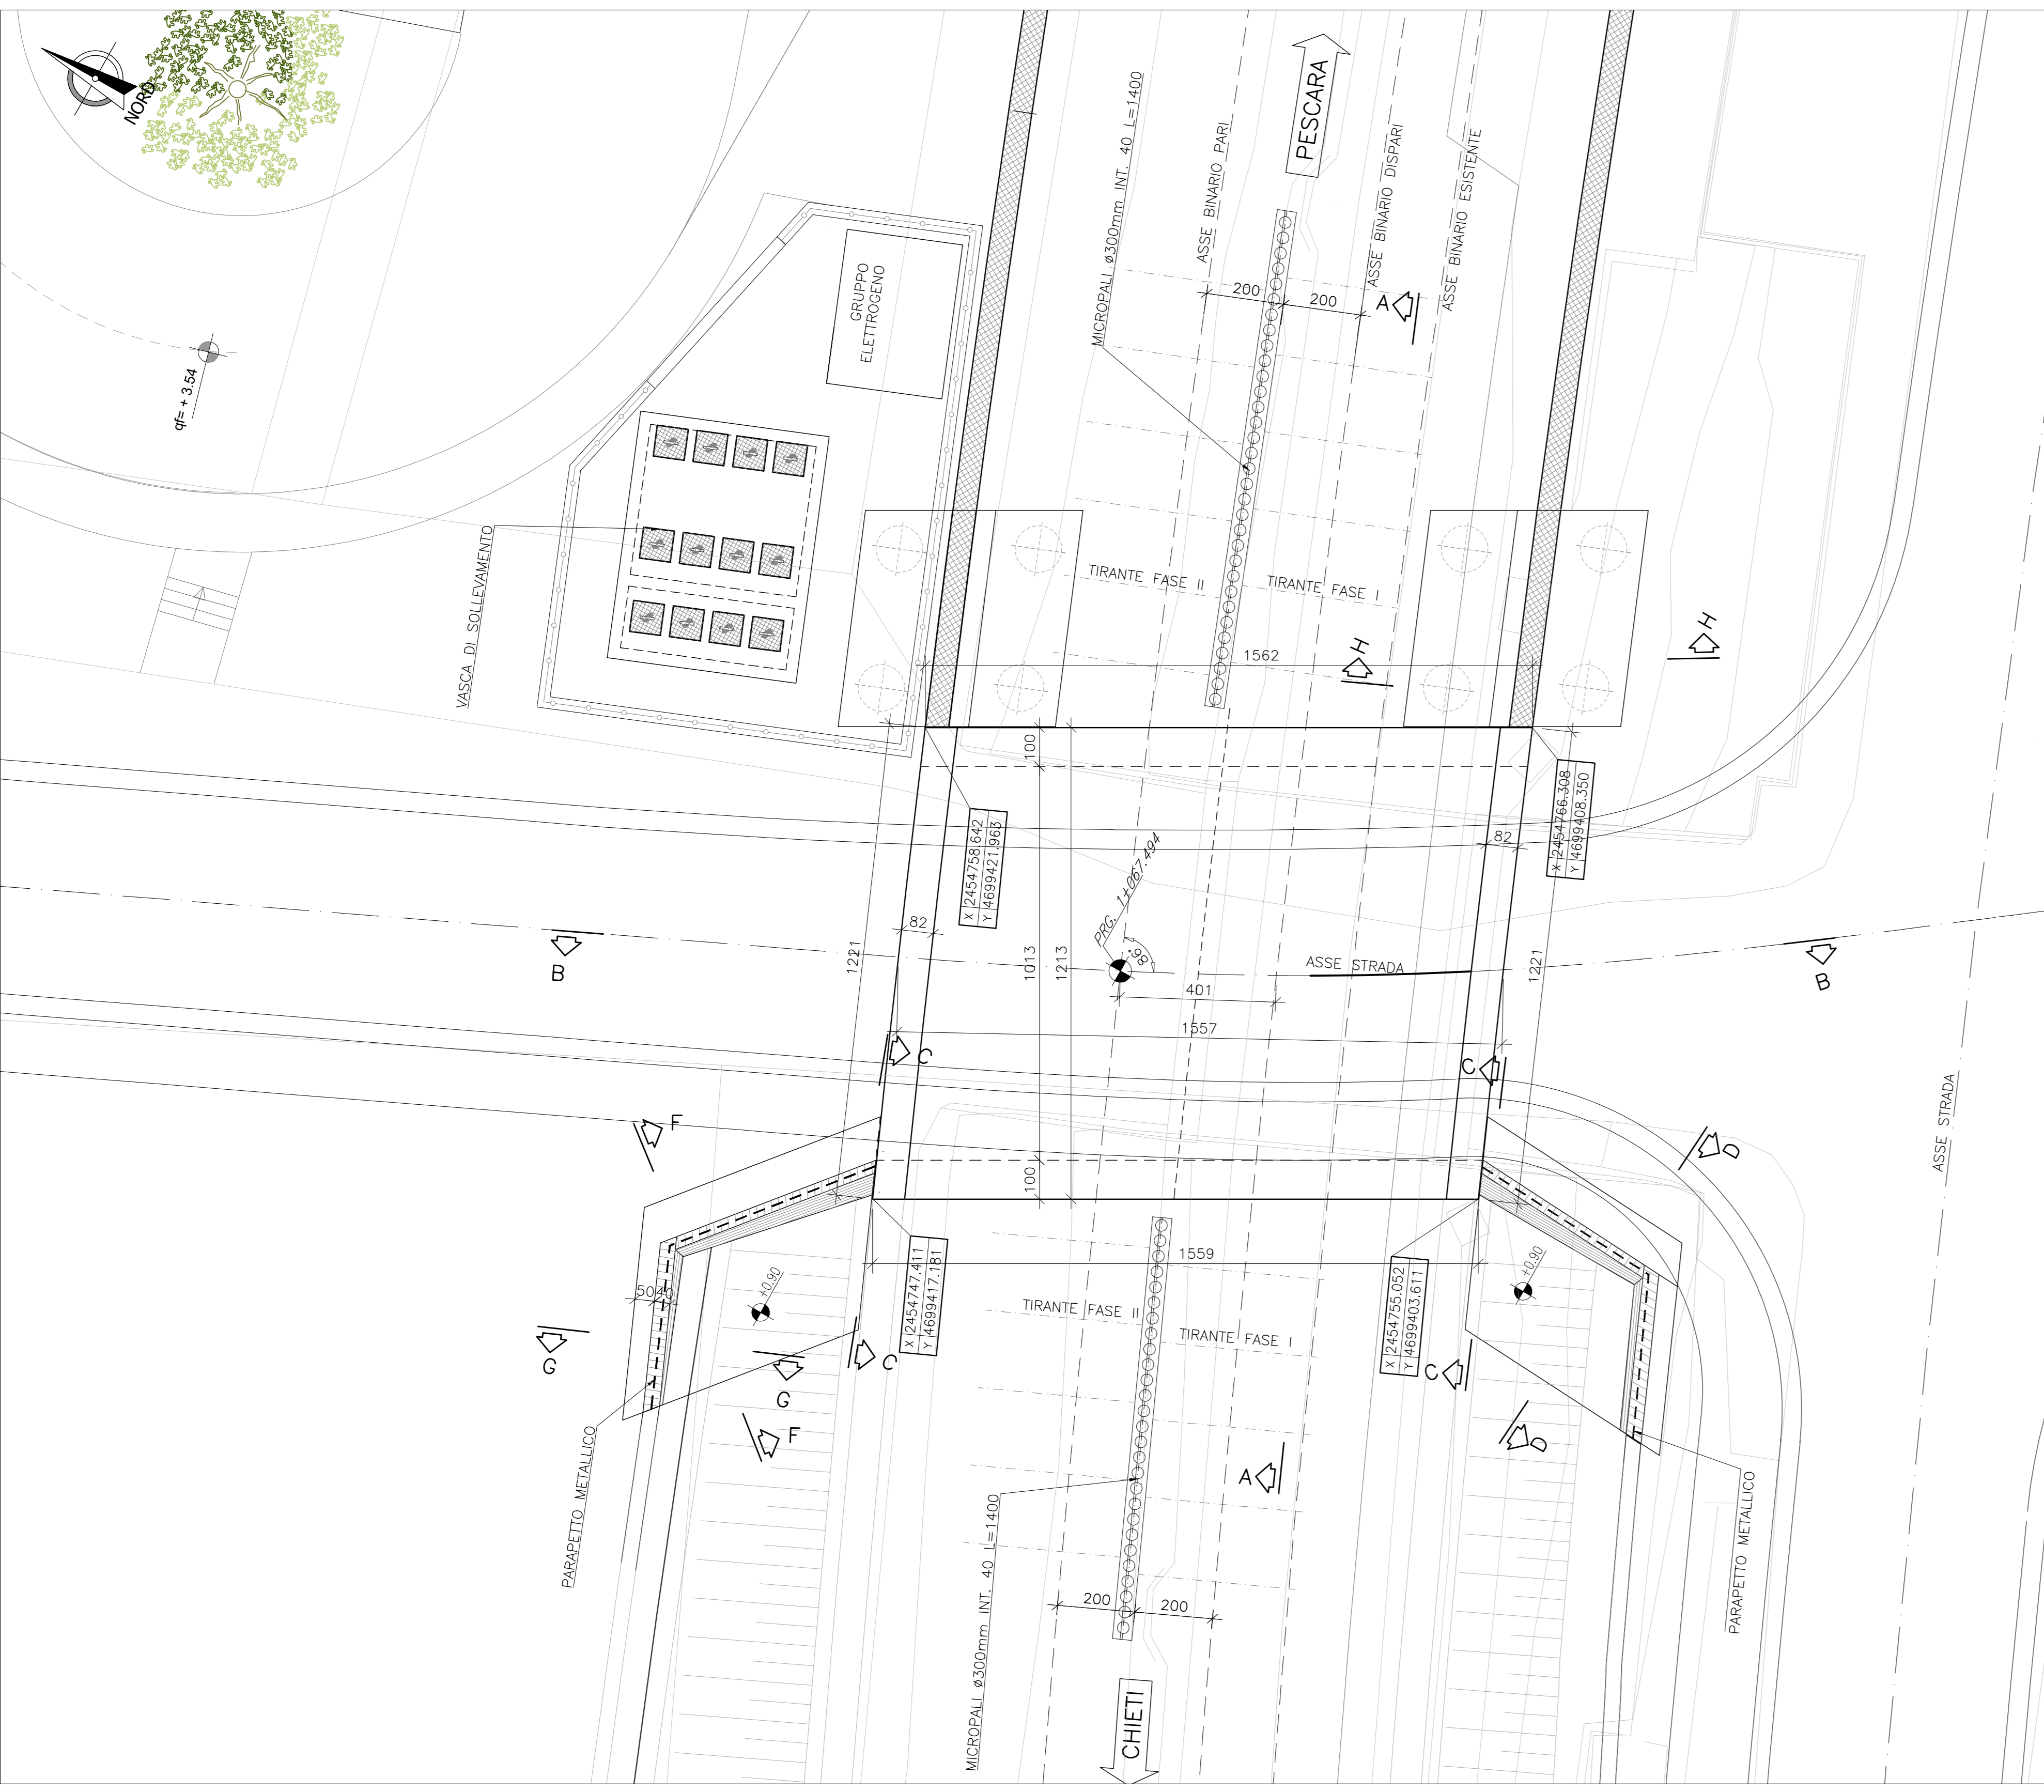 NORD
qf= + 3.54
PESCARA
MICROPALI ø300mm INT. 40 L=1400
ASSE BINARIO PARI
ASSE BINARIO DISPARI
ASSE BINARIO ESISTENTE
GRUPPO
ELETTROGENO
200
200
A
VASCA DI SOLLEVAMENTO
TIRANTE FASE II
TIRANTE FASE I
H
H
1562
100
X 2454758.642
Y 4699421.963
X 2454766.308
Y 4699408.350
82
82
PRG. 1+067.494
86°
ASSE STRADA
B
B
1221
1013
1213
1221
401
1557
C
C
F
D
ASSE STRADA
100
1559
X 2454747.411
Y 4699417.181
X 2454755.052
Y 4699403.611
+0.90
+0.90
50
40
TIRANTE FASE II
TIRANTE FASE I
G
G
C
C
F
D
A
PARAPETTO METALLICO
PARAPETTO METALLICO
MICROPALI ø300mm INT. 40 L=1400
200
200
CHIETI